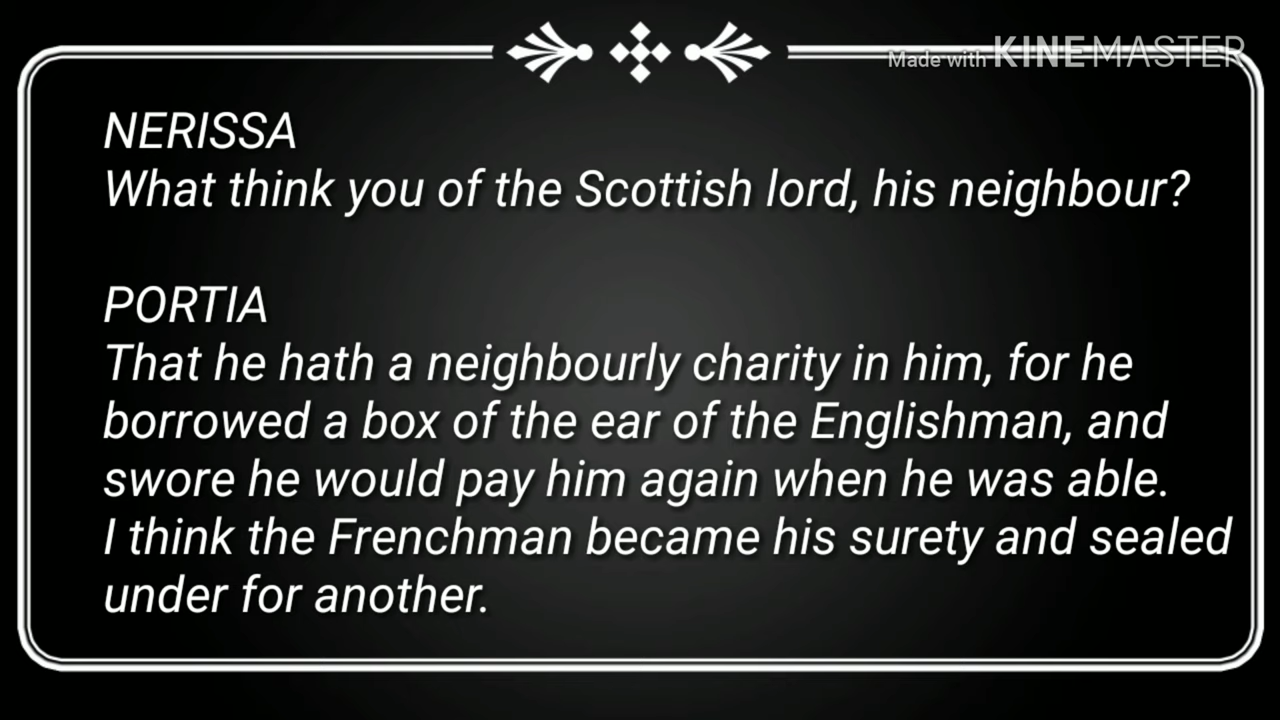 Made with KINEMASTER
NERISSA
What think you of the Scottish lord, his neighbour?
PORTIA
That he hath a neighbourly charity in him, for he
borrowed a box of the ear of the Englishman, and
swore he would pay him again when he was able.
I think the Frenchman became his surety and sealed
under for another.